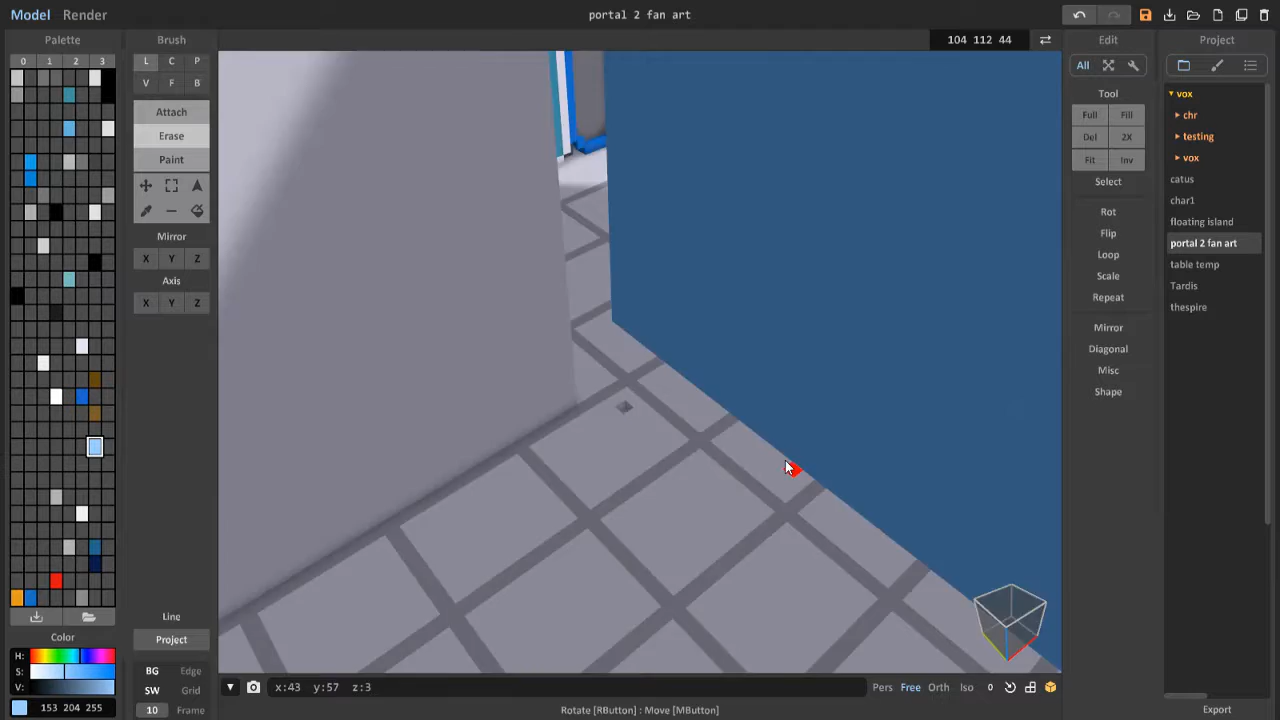 Model Render portal 2 fan art
Palette Brush 104 112 44 Edit Project
0 1 2 3
L C P
V F B
Attach
Erase
Paint
Mirror
X Y Z
Axis
X Y Z
Line
Project
BG Edge
SW Grid
10 Frame
Color
H:
S:
V:
153 204 255
All
Tool
Full Fill
Del 2X
Fit Inv
Select
Rot
Flip
Loop
Scale
Repeat
Mirror
Diagonal
Misc
Shape
vox
chr
testing
vox
catus
char1
floating island
portal 2 fan art
table temp
Tardis
thespire
Export
x:43 y:57 z:3 Pers Free Orth Iso 0
Rotate [RButton] : Move [MButton]